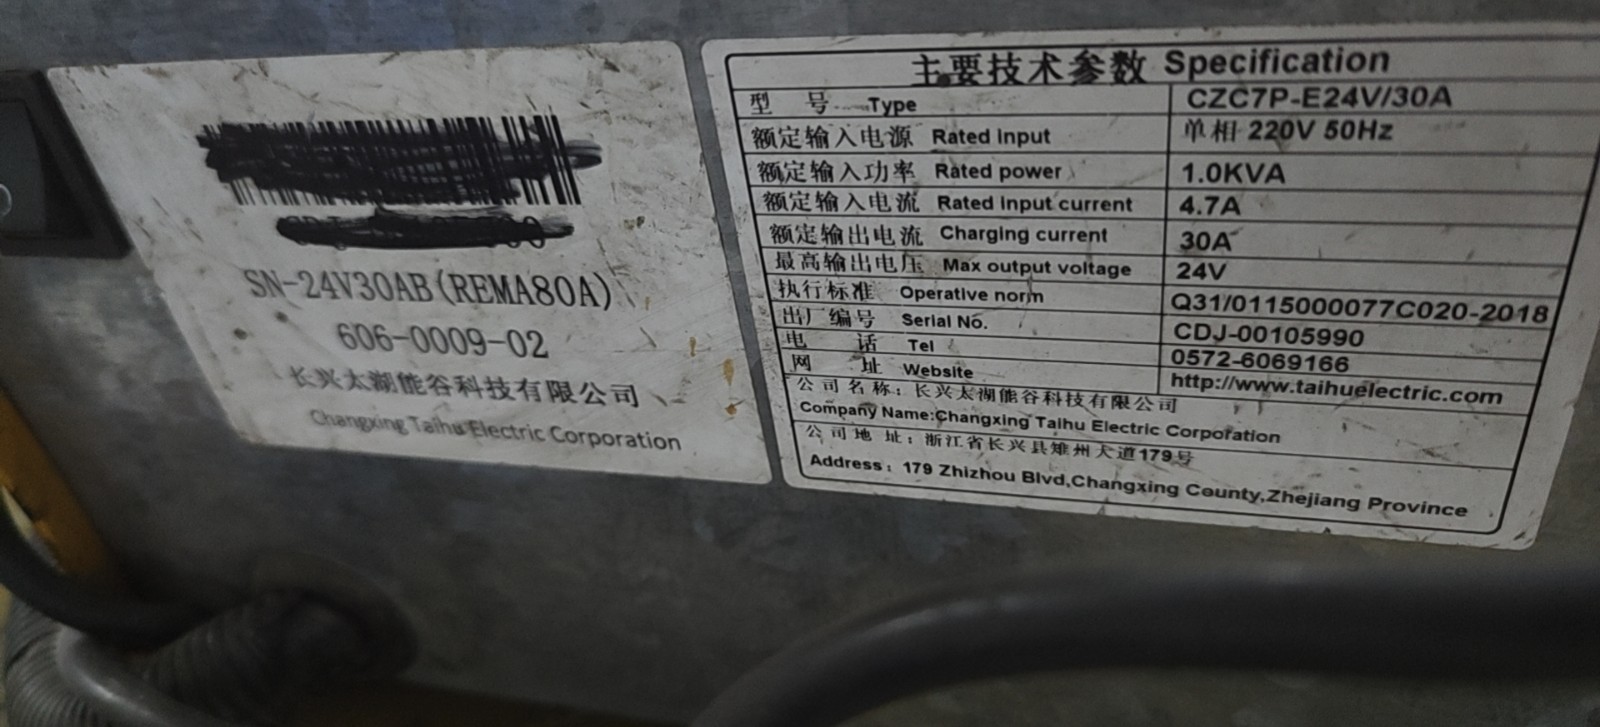 SN-24V30AB(REMA80A)
606-0009-02
长兴太湖能谷科技有限公司
Changxing Taihu Electric Corporation
主要技术参数 Specification
型 号 Type CZC7P-E24V/30A
额定输入电源 Rated input 单相 220V 50Hz
额定输入功率 Rated power 1.0KVA
额定输入电流 Rated input current 4.7A
额定输出电流 Charging current 30A
最高输出电压 Max output voltage 24V
执行标准 Operative norm Q31/0115000077C020-2018
出厂编号 Serial No. CDJ-00105990
电 话 Tel 0572-6069166
网 址 Website http://www.taihuelectric.com
公司名称：长兴太湖能谷科技有限公司
Company Name:Changxing Taihu Electric Corporation
公司地址：浙江省长兴县雉州大道179号
Address：179 Zhizhou Blvd,Changxing County,Zhejiang Province